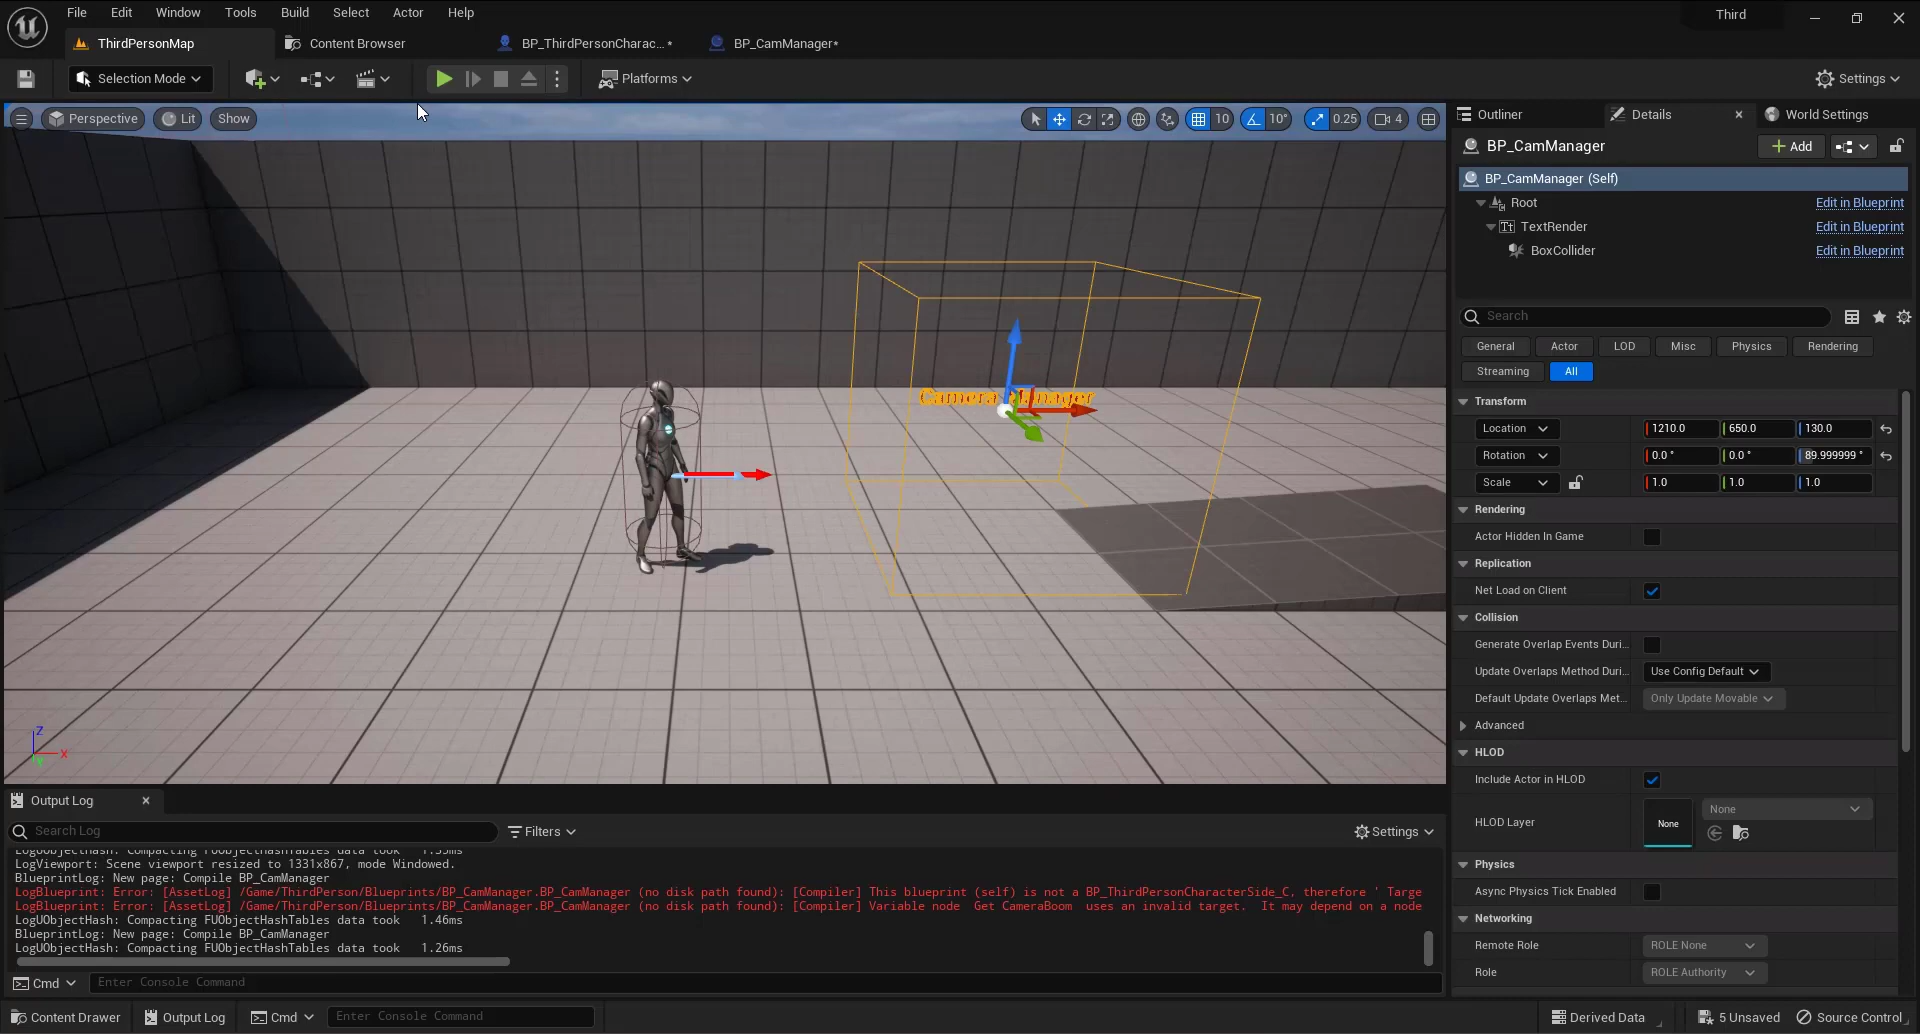 File Edit Window Tools Build Select Actor Help
Third
ThirdPersonMap
Content Browser
BP_ThirdPersonCharac... *
BP_CamManager*
Selection Mode
Platforms
Settings
Perspective
Lit
Show
10
10°
0.25
4
Outliner
Details
World Settings
BP_CamManager
Add
BP_CamManager (Self)
Root
Edit in Blueprint
TextRender
Edit in Blueprint
BoxCollider
Edit in Blueprint
Search
General
Actor
LOD
Misc
Physics
Rendering
Streaming
All
Transform
Location
1210.0
650.0
130.0
Rotation
0.0 °
0.0 °
89.999999 °
Scale
1.0
1.0
1.0
Rendering
Actor Hidden In Game
Replication
Net Load on Client
Collision
Generate Overlap Events Duri...
Update Overlaps Method Duri...
Use Config Default
Default Update Overlaps Met...
Only Update Movable
Advanced
HLOD
Include Actor in HLOD
HLOD Layer
None
None
Physics
Async Physics Tick Enabled
Networking
Remote Role
ROLE None
Role
ROLE Authority
Camera
Z
X
Y
Output Log
Search Log
Filters
Settings
LogUObjectHash: Compacting FUObjectHashTables data took 1.35ms
LogViewport: Scene viewport resized to 1331x867, mode Windowed.
BlueprintLog: New page: Compile BP_CamManager
LogBlueprint: Error: [AssetLog] /Game/ThirdPerson/Blueprints/BP_CamManager.BP_CamManager (no disk path found): [Compiler] This blueprint (self) is not a BP_ThirdPersonCharacterSide_C, therefore ' Targe
LogBlueprint: Error: [AssetLog] /Game/ThirdPerson/Blueprints/BP_CamManager.BP_CamManager (no disk path found): [Compiler] Variable node  Get CameraBoom  uses an invalid target.  It may depend on a node
LogUObjectHash: Compacting FUObjectHashTables data took 1.46ms
BlueprintLog: New page: Compile BP_CamManager
LogUObjectHash: Compacting FUObjectHashTables data took 1.26ms
Cmd
Enter Console Command
Content Drawer
Output Log
Cmd
Enter Console Command
Derived Data
5 Unsaved
Source Control